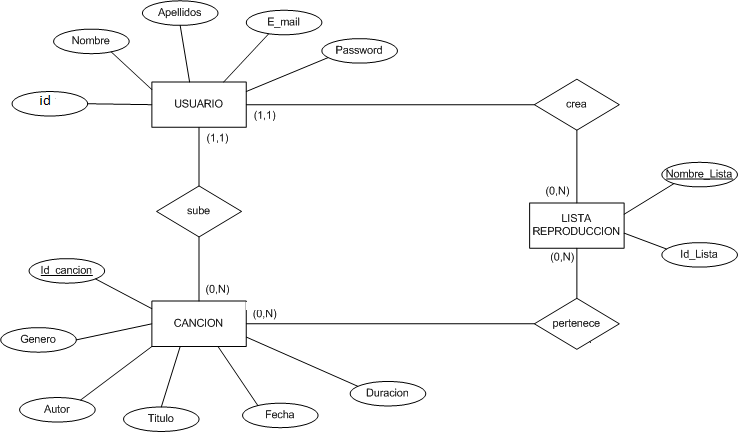 Apellidos
E_mail
Nombre
Password
id
USUARIO
(1,1)
crea
(1,1)
Nombre_Lista
(0,N)
sube
LISTA
REPRODUCCION
Id_Lista
(0,N)
Id_cancion
(0,N)
(0,N)
CANCION
pertenece
Genero
Duracion
Autor
Titulo
Fecha